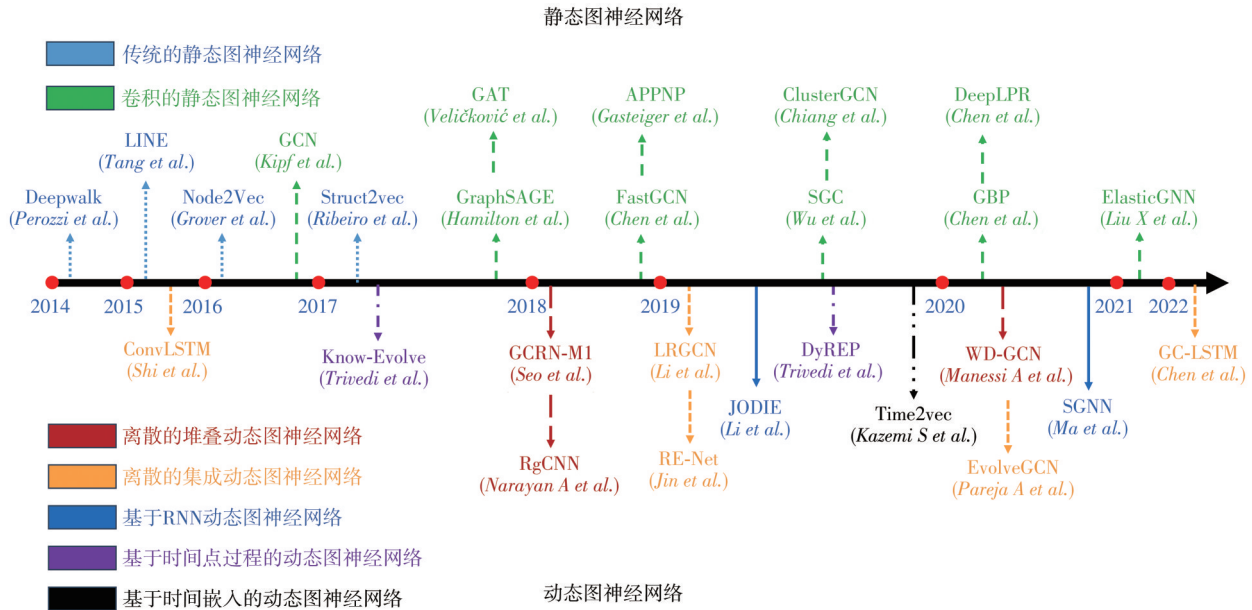 静态图神经网络
传统的静态图神经网络
卷积的静态图神经网络
GAT
(Veličković et al.)
APPNP
(Gasteiger et al.)
ClusterGCN
(Chiang et al.)
DeepLPR
(Chen et al.)
LINE
(Tang et al.)
GCN
(Kipf et al.)
Deepwalk
(Perozzi et al.)
Node2Vec
(Grover et al.)
Struct2vec
(Ribeiro et al.)
GraphSAGE
(Hamilton et al.)
FastGCN
(Chen et al.)
SGC
(Wu et al.)
GBP
(Chen et al.)
ElasticGNN
(Liu X et al.)
2014
2015
2016
2017
2018
2019
2020
2021
2022
ConvLSTM
(Shi et al.)
Know-Evolve
(Trivedi et al.)
GCRN-M1
(Seo et al.)
LRGCN
(Li et al.)
DyREP
(Trivedi et al.)
WD-GCN
(Manessi A et al.)
GC-LSTM
(Chen et al.)
JODIE
(Li et al.)
Time2vec
(Kazemi S et al.)
SGNN
(Ma et al.)
RgCNN
(Narayan A et al.)
RE-Net
(Jin et al.)
EvolveGCN
(Pareja A et al.)
离散的堆叠动态图神经网络
离散的集成动态图神经网络
基于RNN动态图神经网络
基于时间点过程的动态图神经网络
基于时间嵌入的动态图神经网络
动态图神经网络